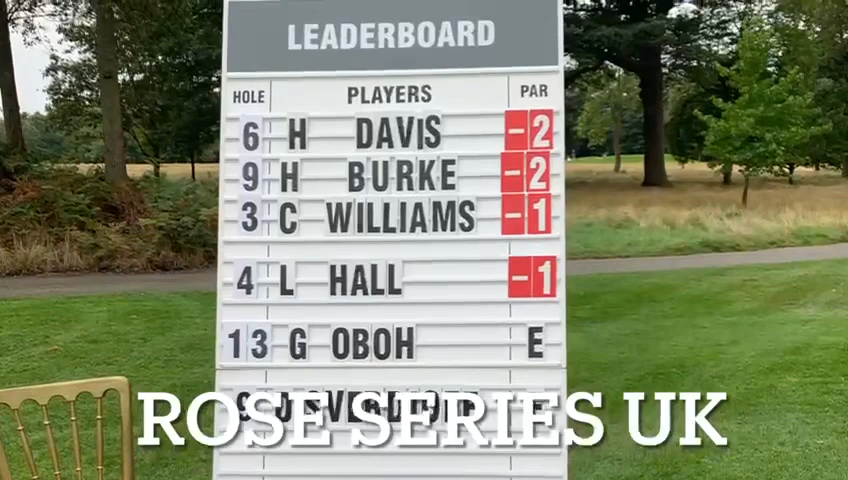 LEADERBOARD
HOLE PLAYERS PAR
6 H DAVIS -2
9 H BURKE -2
3 C WILLIAMS -1
4 L HALL -1
13 G OBOH E
9
ROSE SERIES UK